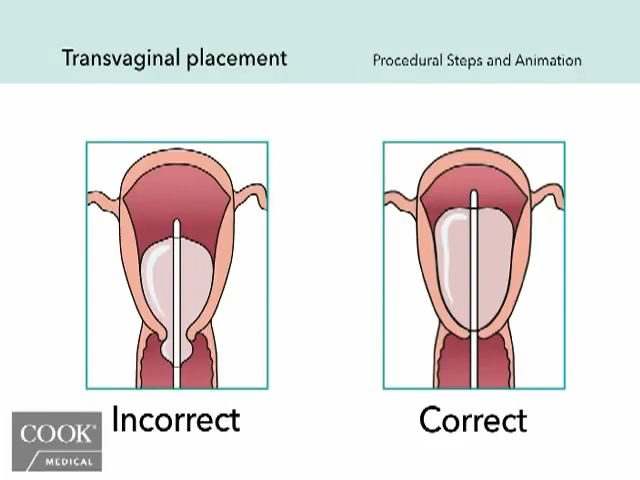 Transvaginal placement
Procedural Steps and Animation
Incorrect
Correct
COOK®
MEDICAL